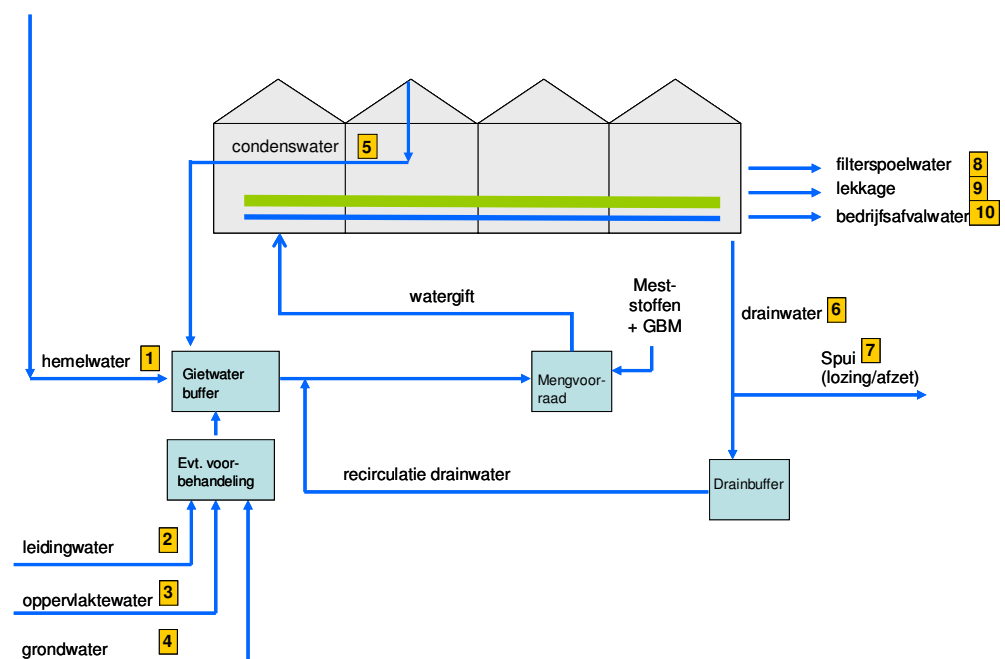 condenswater 5
filterspoelwater 8
lekkage 9
bedrijfsafvalwater 10
watergift
Mest-
stoffen
+ GBM
drainwater 6
hemelwater 1
Gietwater
buffer
Mengvoor-
raad
Spui 7
(lozing/afzet)
Evt. voor-
behandeling
recirculatie drainwater
Drainbuffer
leidingwater 2
oppervlaktewater 3
grondwater 4